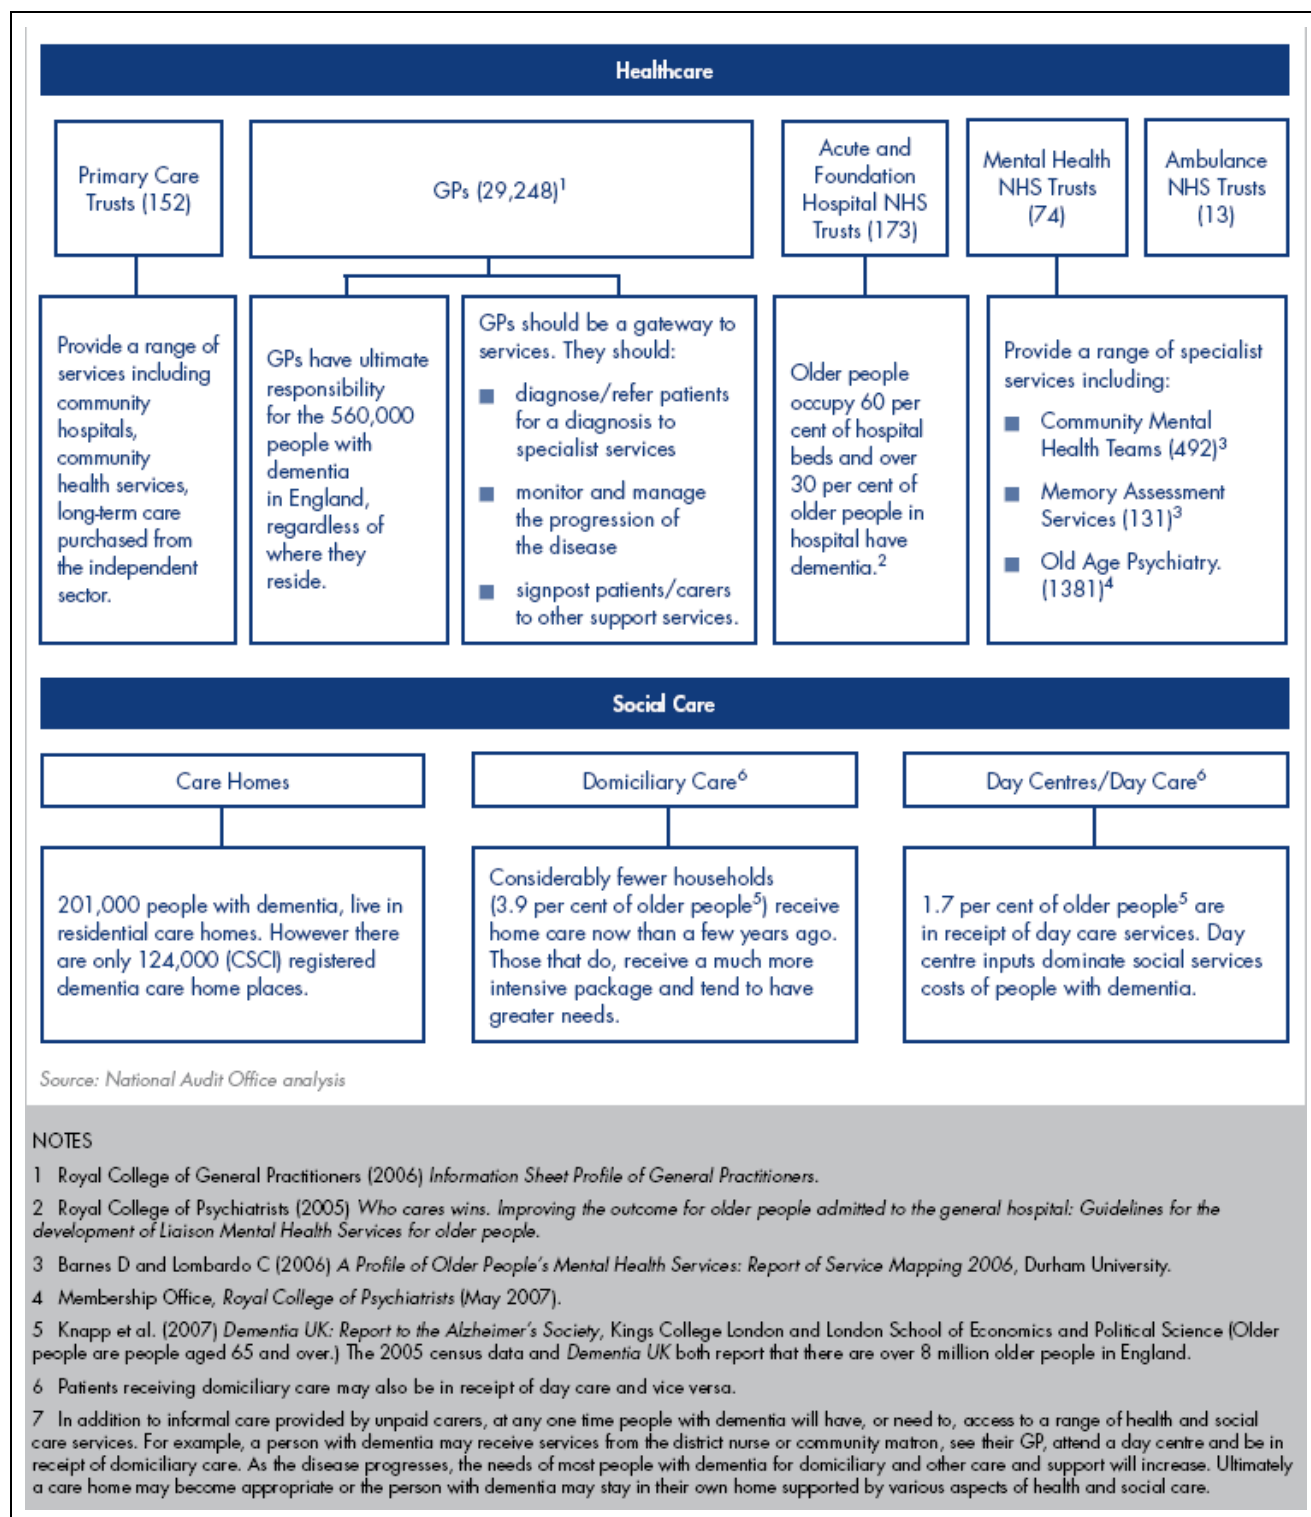 Healthcare
Primary Care
Trusts (152)
GPs (29,248)1
Acute and
Foundation
Hospital NHS
Trusts (173)
Mental Health
NHS Trusts
(74)
Ambulance
NHS Trusts
(13)
Provide a range of
services including
community
hospitals,
community
health services,
long-term care
purchased from
the independent
sector.
GPs have ultimate
responsibility
for the 560,000
people with
dementia
in England,
regardless of
where they
reside.
GPs should be a gateway to
services. They should:
■ diagnose/refer patients
for a diagnosis to
specialist services
■ monitor and manage
the progression of
the disease
■ signpost patients/carers
to other support services.
Older people
occupy 60 per
cent of hospital
beds and over
30 per cent of
older people in
hospital have
dementia.2
Provide a range of specialist
services including:
■ Community Mental
Health Teams (492)3
■ Memory Assessment
Services (131)3
■ Old Age Psychiatry.
(1381)4
Social Care
Care Homes
Domiciliary Care6
Day Centres/Day Care6
201,000 people with dementia, live in
residential care homes. However there
are only 124,000 (CSCI) registered
dementia care home places.
Considerably fewer households
(3.9 per cent of older people5) receive
home care now than a few years ago.
Those that do, receive a much more
intensive package and tend to have
greater needs.
1.7 per cent of older people5 are
in receipt of day care services. Day
centre inputs dominate social services
costs of people with dementia.
Source: National Audit Office analysis
NOTES
1 Royal College of General Practitioners (2006) Information Sheet Profile of General Practitioners.
2 Royal College of Psychiatrists (2005) Who cares wins. Improving the outcome for older people admitted to the general hospital: Guidelines for the
development of Liaison Mental Health Services for older people.
3 Barnes D and Lombardo C (2006) A Profile of Older People's Mental Health Services: Report of Service Mapping 2006, Durham University.
4 Membership Office, Royal College of Psychiatrists (May 2007).
5 Knapp et al. (2007) Dementia UK: Report to the Alzheimer's Society, Kings College London and London School of Economics and Political Science (Older
people are people aged 65 and over.) The 2005 census data and Dementia UK both report that there are over 8 million older people in England.
6 Patients receiving domiciliary care may also be in receipt of day care and vice versa.
7 In addition to informal care provided by unpaid carers, at any one time people with dementia will have, or need to, access to a range of health and social
care services. For example, a person with dementia may receive services from the district nurse or community matron, see their GP, attend a day centre and be in
receipt of domiciliary care. As the disease progresses, the needs of most people with dementia for domiciliary and other care and support will increase. Ultimately
a care home may become appropriate or the person with dementia may stay in their own home supported by various aspects of health and social care.